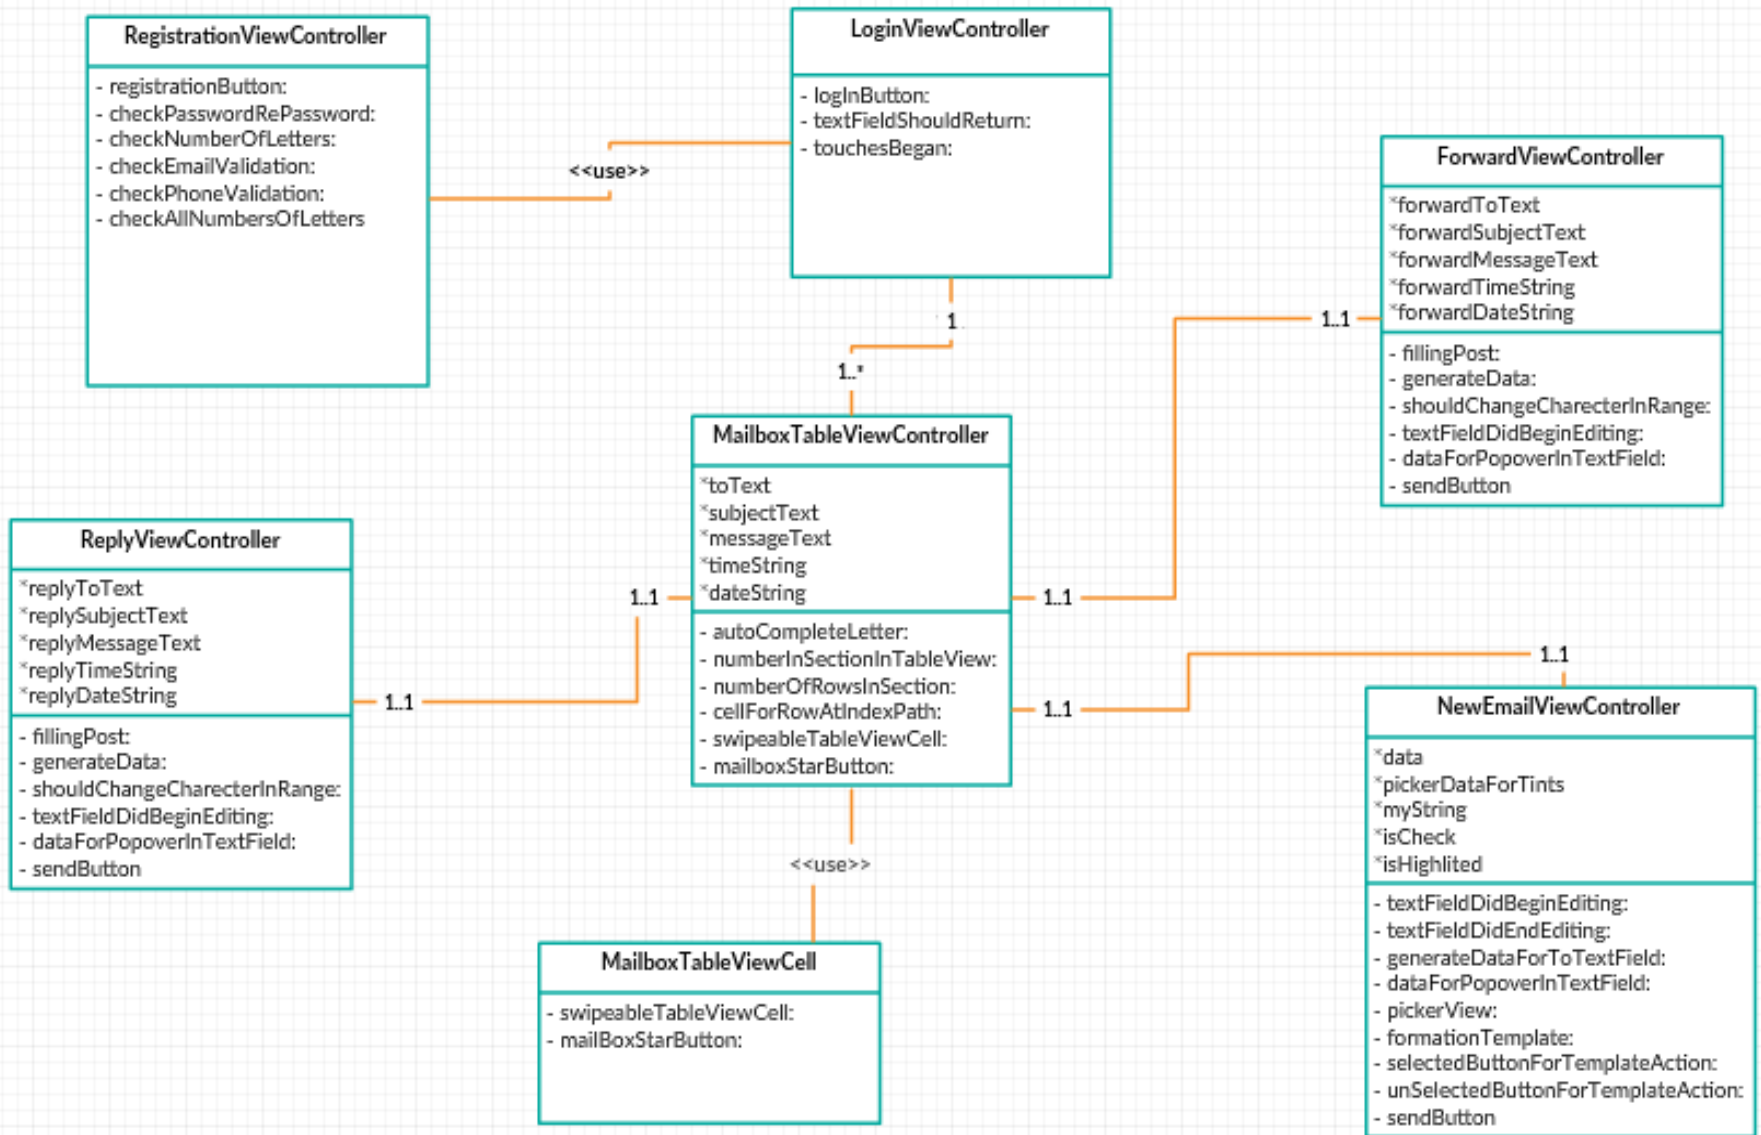 RegistrationViewController
- registrationButton:
- checkPasswordRePassword:
- checkNumberOfLetters:
- checkEmailValidation:
- checkPhoneValidation:
- checkAllNumbersOfLetters
<<use>>
LoginViewController
- logInButton:
- textFieldShouldReturn:
- touchesBegan:
1
1..*
ForwardViewController
*forwardToText
*forwardSubjectText
*forwardMessageText
*forwardTimeString
*forwardDateString
- fillingPost:
- generateData:
- shouldChangeCharecterInRange:
- textFieldDidBeginEditing:
- dataForPopoverInTextField:
- sendButton
1..1
MailboxTableViewController
*toText
*subjectText
*messageText
*timeString
*dateString
- autoCompleteLetter:
- numberInSectionInTableView:
- numberOfRowsInSection:
- cellForRowAtIndexPath:
- swipeableTableViewCell:
- mailboxStarButton:
1..1
1..1
1..1
ReplyViewController
*replyToText
*replySubjectText
*replyMessageText
*replyTimeString
*replyDateString
- fillingPost:
- generateData:
- shouldChangeCharecterInRange:
- textFieldDidBeginEditing:
- dataForPopoverInTextField:
- sendButton
1..1
1..1
NewEmailViewController
*data
*pickerDataForTints
*myString
*isCheck
*isHighlited
- textFieldDidBeginEditing:
- textFieldDidEndEditing:
- generateDataForToTextField:
- dataForPopoverInTextField:
- pickerView:
- formationTemplate:
- selectedButtonForTemplateAction:
- unSelectedButtonForTemplateAction:
- sendButton
<<use>>
MailboxTableViewCell
- swipeableTableViewCell:
- mailBoxStarButton: